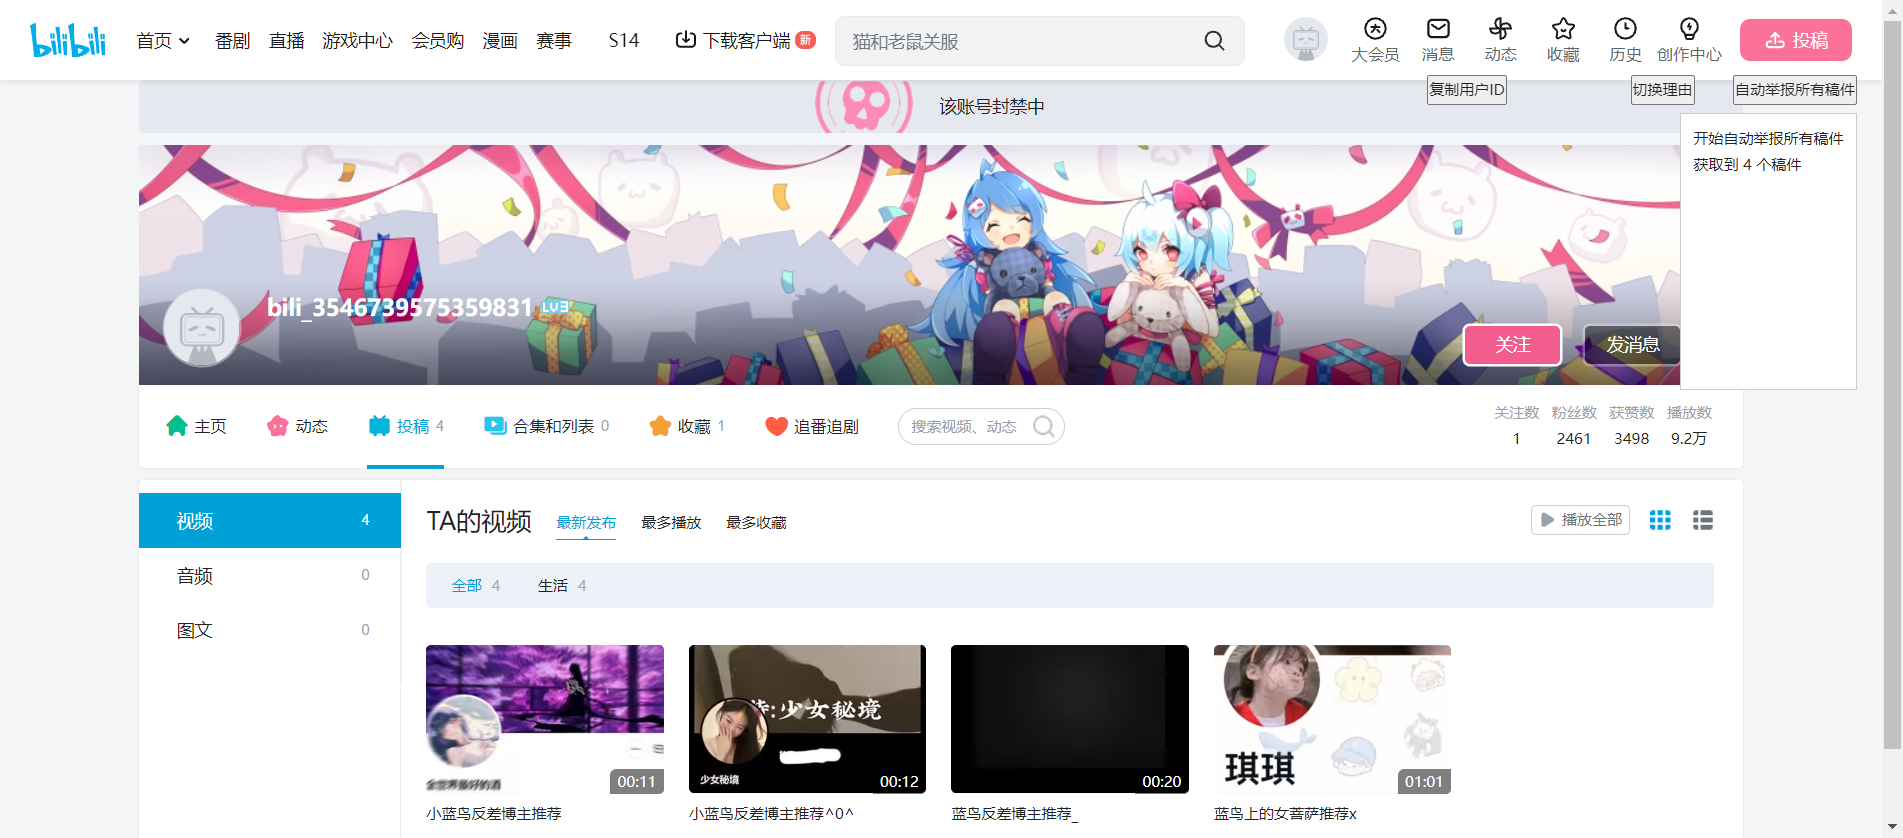 bilibili
首页
番剧
直播
游戏中心
会员购
漫画
赛事
S14
下载客户端
新
猫和老鼠关服
大会员
消息
动态
收藏
历史
创作中心
投稿
复制用户ID
切换理由
自动举报所有稿件
该账号封禁中
开始自动举报所有稿件
获取到 4 个稿件
bili_3546739575359831
LV3
关注
发消息
主页
动态
投稿 4
合集和列表 0
收藏 1
追番追剧
搜索视频、动态
关注数 粉丝数 获赞数 播放数
1 2461 3498 9.2万
视频 4
音频 0
图文 0
TA的视频
最新发布
最多播放
最多收藏
播放全部
全部 4
生活 4
00:11
:少女秘境
少女秘境
00:12
00:20
琪琪
01:01
小蓝鸟反差博主推荐
小蓝鸟反差博主推荐^0^
蓝鸟反差博主推荐_
蓝鸟上的女菩萨推荐x